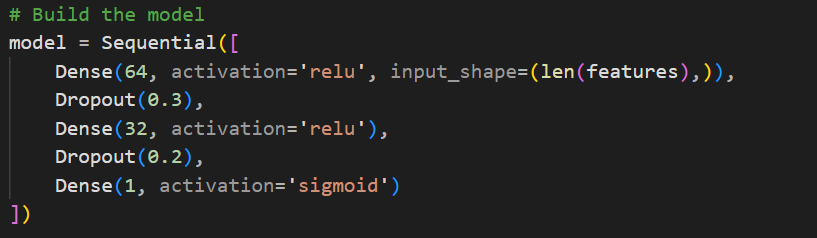 # Build the model
model = Sequential([
    Dense(64, activation='relu', input_shape=(len(features),)),
    Dropout(0.3),
    Dense(32, activation='relu'),
    Dropout(0.2),
    Dense(1, activation='sigmoid')
])